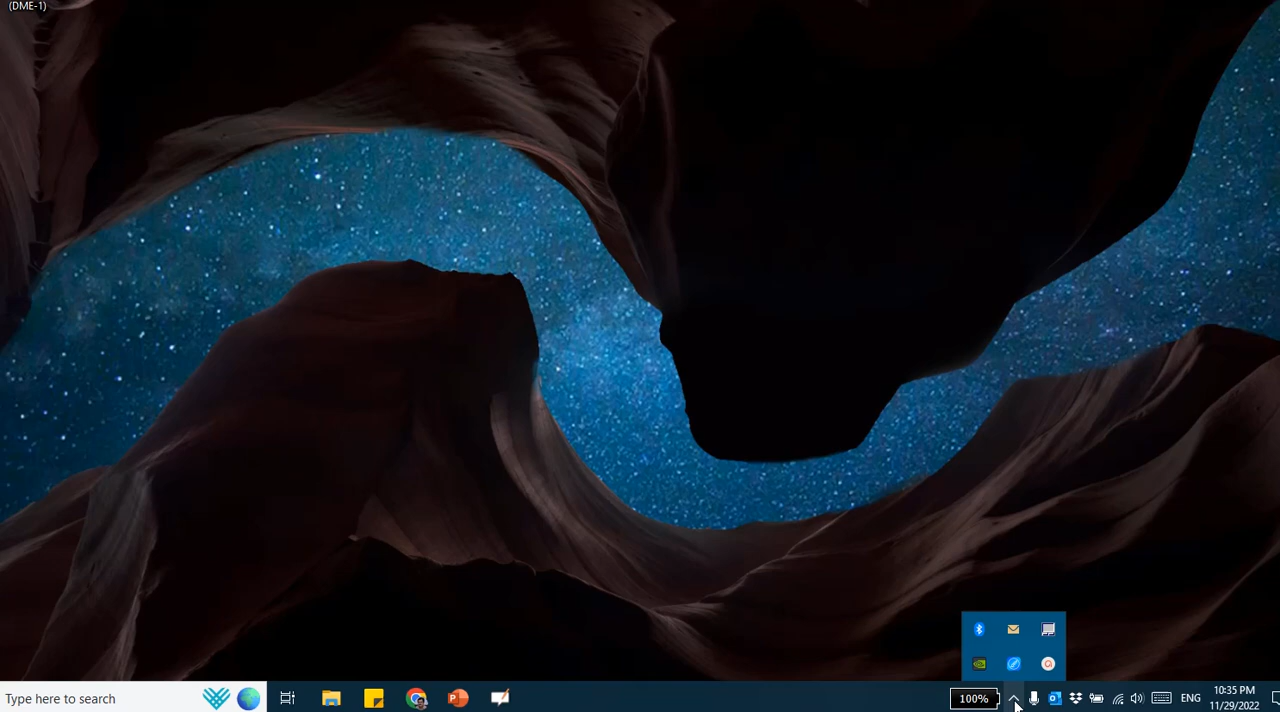 (DME-1)
Type here to search
100%
ENG
10:35 PM
11/29/2022